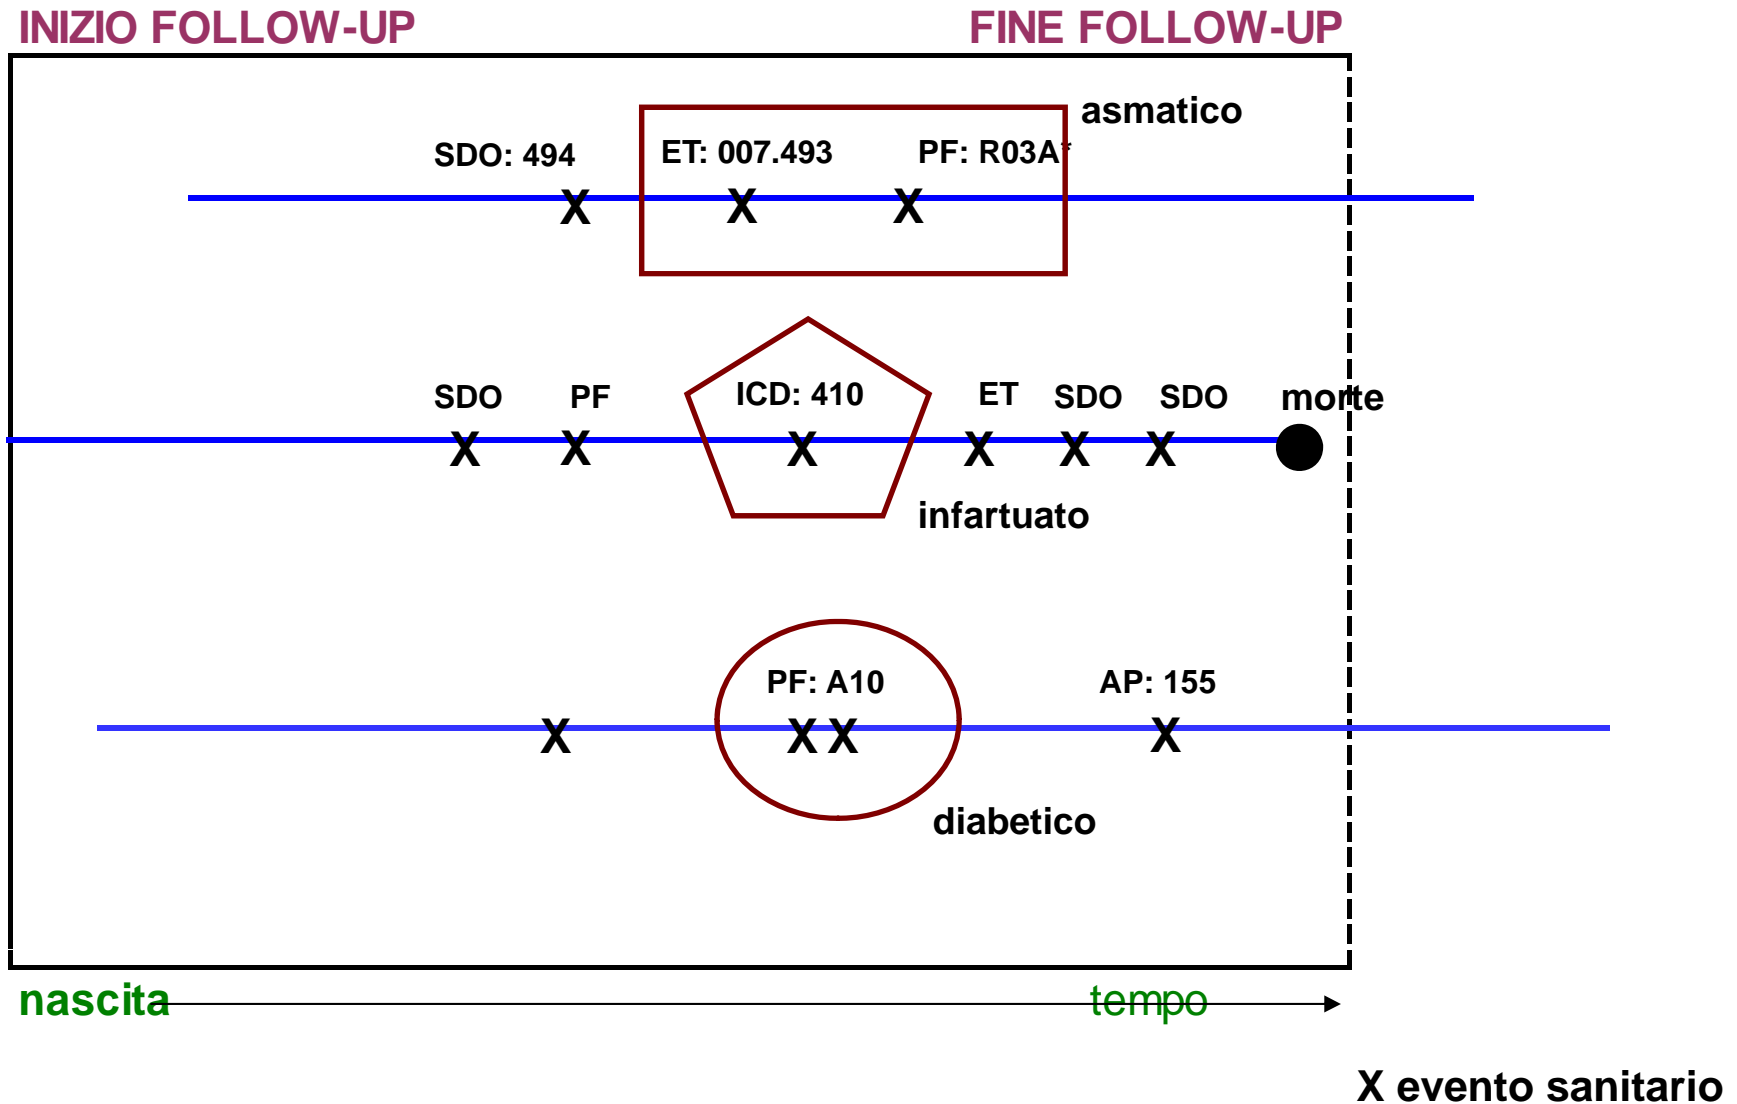 INIZIO FOLLOW-UP
FINE FOLLOW-UP
asmatico
SDO: 494
ET: 007.493
PF: R03A*
X
X
X
SDO
PF
ICD: 410
ET
SDO
SDO
morte
X
X
X
X
X
X
infartuato
PF: A10
AP: 155
X
X X
X
diabetico
nascita
tempo
X evento sanitario